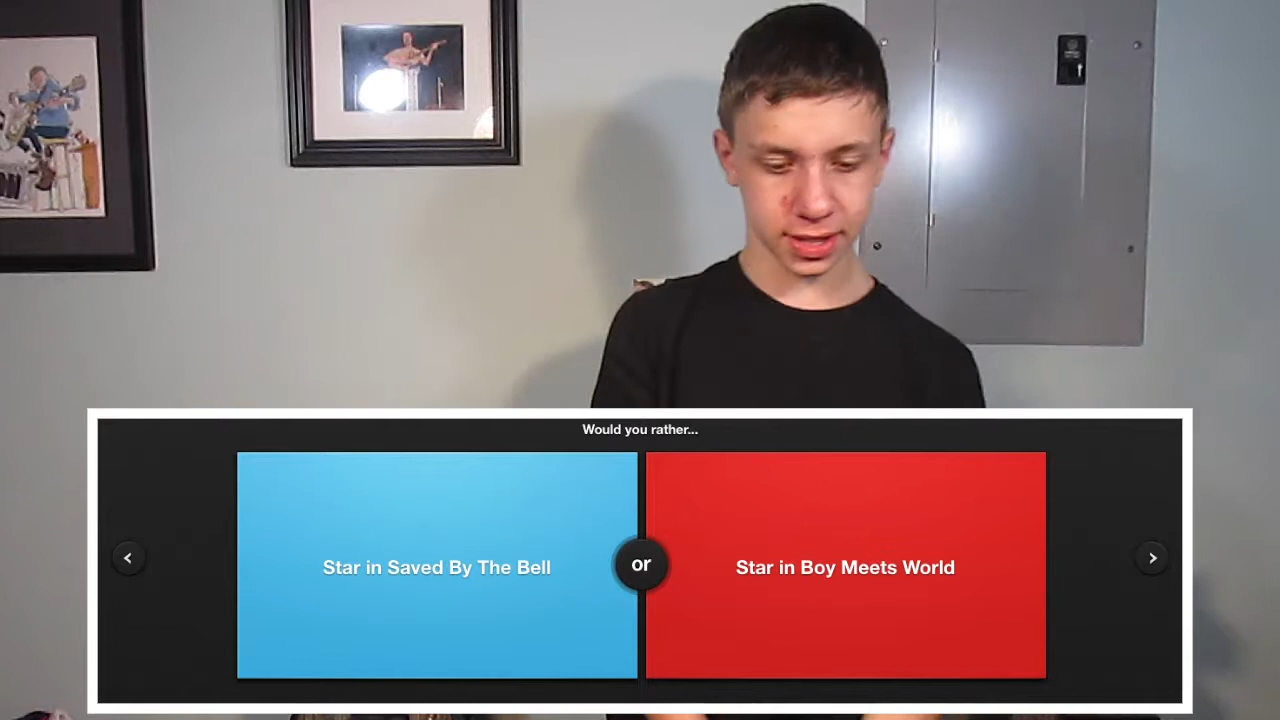 Would you rather...
Star in Saved By The Bell
or
Star in Boy Meets World